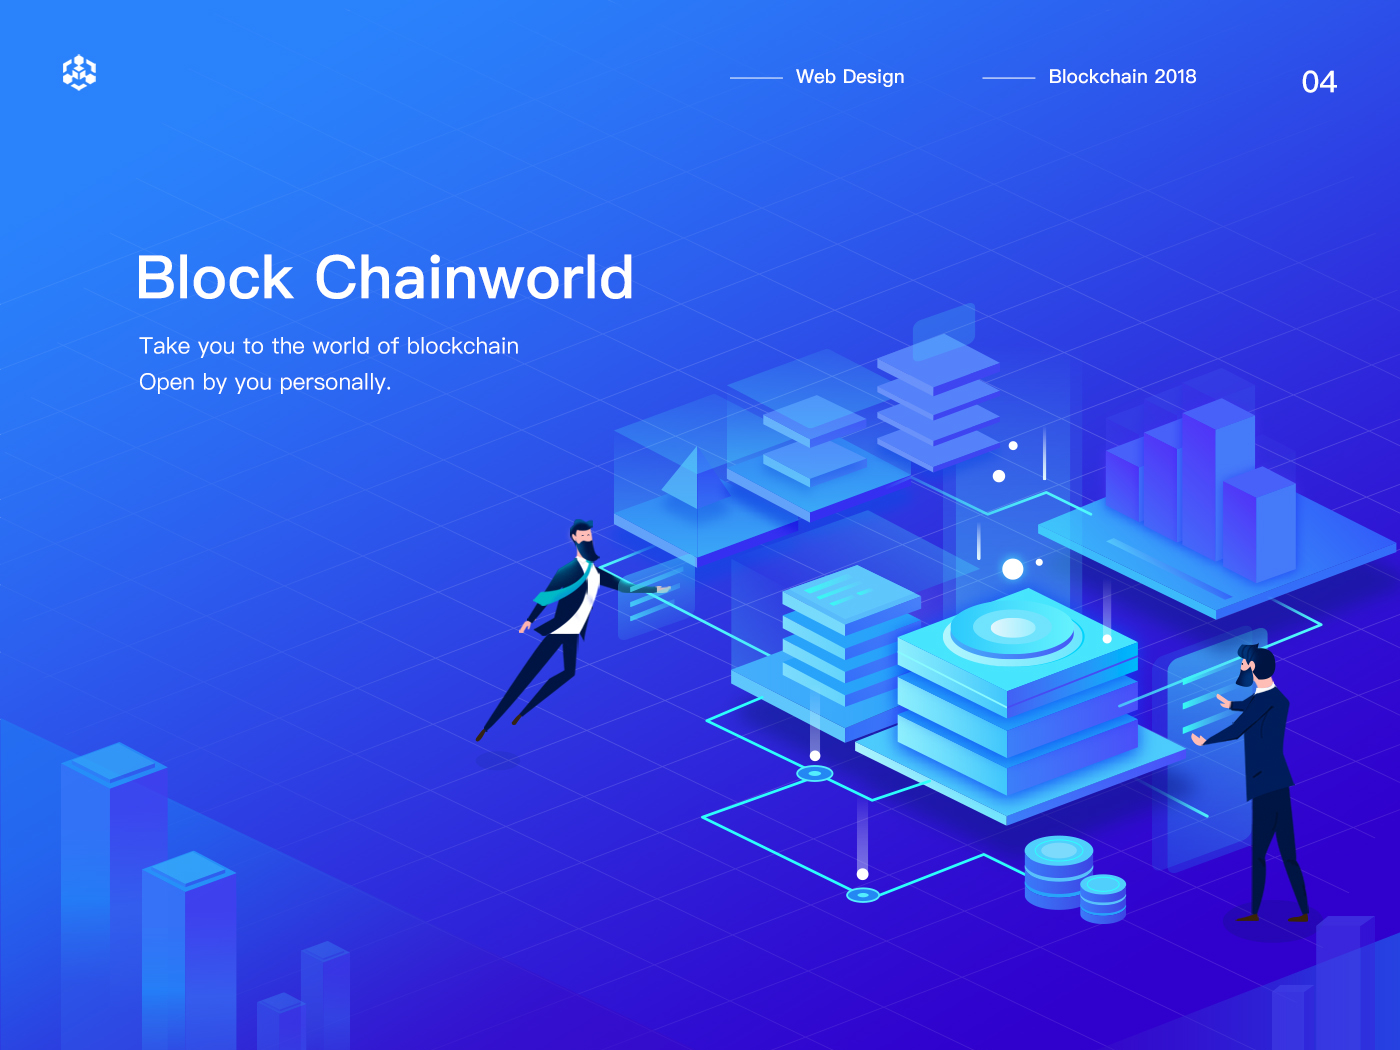 Web Design
Blockchain 2018
04
Block Chainworld
Take you to the world of blockchain
Open by you personally.